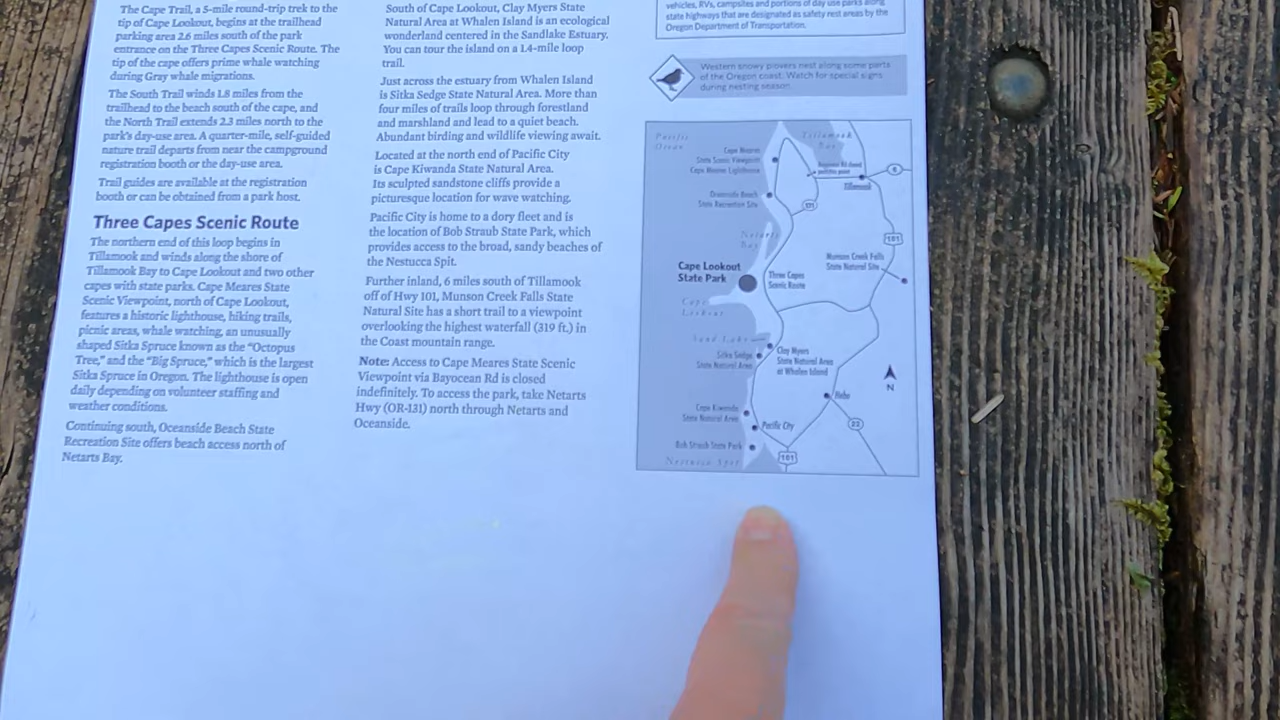 The Cape Trail, a 5-mile round-trip trek to the
tip of Cape Lookout, begins at the trailhead
parking area 2.6 miles south of the park
entrance on the Three Capes Scenic Route. The
tip of the cape offers prime whale watching
during Gray whale migrations.
The South Trail winds 1.8 miles from the
trailhead to the beach south of the cape, and
the North Trail extends 2.3 miles north to the
park's day-use area. A quarter-mile, self-guided
nature trail departs from near the campground
registration booth or the day-use area.
Trail guides are available at the registration
booth or can be obtained from a park host.
Three Capes Scenic Route
The northern end of this loop begins in
Tillamook and winds along the shore of
Tillamook Bay to Cape Lookout and two other
capes with state parks. Cape Meares State
Scenic Viewpoint, north of Cape Lookout,
features a historic lighthouse, hiking trails,
picnic areas, whale watching, an unusually
shaped Sitka Spruce known as the "Octopus
Tree," and the "Big Spruce," which is the largest
Sitka Spruce in Oregon. The lighthouse is open
daily depending on volunteer staffing and
weather conditions.
Continuing south, Oceanside Beach State
Recreation Site offers beach access north of
Netarts Bay.
South of Cape Lookout, Clay Myers State
Natural Area at Whalen Island is an ecological
wonderland centered in the Sandlake Estuary.
You can tour the island on a 1.4-mile loop
trail.
Just across the estuary from Whalen Island
is Sitka Sedge State Natural Area. More than
four miles of trails loop through forestland
and marshland and lead to a quiet beach.
Abundant birding and wildlife viewing await.
Located at the north end of Pacific City
is Cape Kiwanda State Natural Area.
Its sculpted sandstone cliffs provide a
picturesque location for wave watching.
Pacific City is home to a dory fleet and is
the location of Bob Straub State Park, which
provides access to the broad, sandy beaches of
the Nestucca Spit.
Further inland, 6 miles south of Tillamook
off of Hwy 101, Munson Creek Falls State
Natural Site has a short trail to a viewpoint
overlooking the highest waterfall (319 ft.) in
the Coast mountain range.
Note: Access to Cape Meares State Scenic
Viewpoint via Bayocean Rd is closed
indefinitely. To access the park, take Netarts
Hwy (OR-131) north through Netarts and
Oceanside.
vehicles, RVs, campsites and portions of day use parks along
state highways that are designated as safety rest areas by the
Oregon Department of Transportation.
Western snowy plovers nest along some parts
of the Oregon coast. Watch for special signs
during nesting season.
Pacific
Ocean
Tillamook
Bay
Cape Meares
State Scenic Viewpoint
Cape Meares Lighthouse
6
Tillamook
Oceanside Beach
State Recreation Site
131
Netarts
Bay
101
Munson Creek Falls
State Natural Site
Cape Lookout
State Park
Three Capes
Scenic Route
Cape
Lookout
Sand Lake
Sitka Sedge
State Natural Area
Clay Myers
State Natural Area
at Whalen Island
N
Hebo
Cape Kiwanda
State Natural Area
Pacific City
22
Bob Straub State Park
101
Nestucca Spit